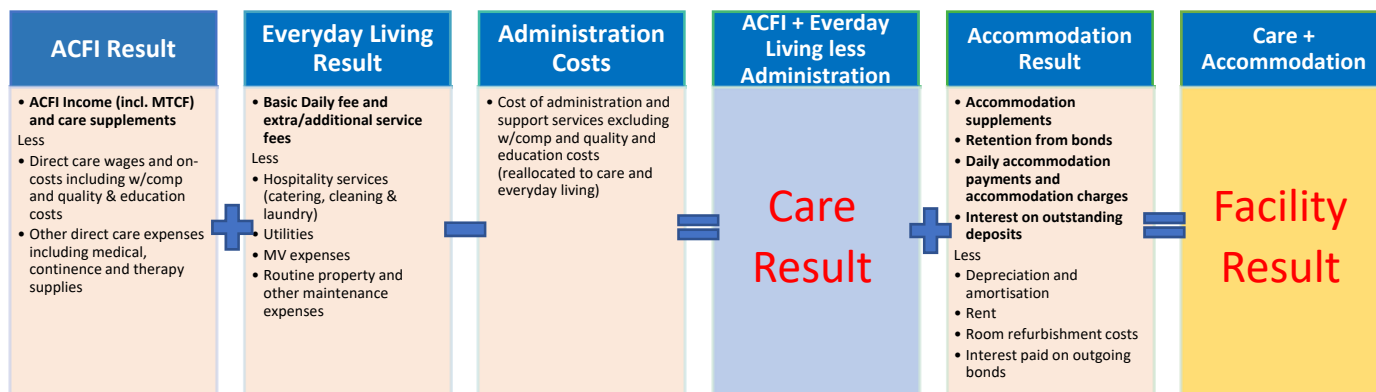 ACFI Result
• ACFI Income (incl. MTCF)
and care supplements
Less
• Direct care wages and on-
costs including w/comp
and quality & education
costs
• Other direct care expenses
including medical,
continence and therapy
supplies
Everyday Living
Result
• Basic Daily fee and
extra/additional service
fees
Less
• Hospitality services
(catering, cleaning &
laundry)
• Utilities
• MV expenses
• Routine property and
other maintenance
expenses
Administration
Costs
• Cost of administration and
support services excluding
w/comp and quality and
education costs
(reallocated to care and
everyday living)
ACFI + Everday
Living less
Administration
Care
Result
Accommodation
Result
• Accommodation
supplements
• Retention from bonds
• Daily accommodation
payments and
accommodation charges
• Interest on outstanding
deposits
Less
• Depreciation and
amortisation
• Rent
• Room refurbishment costs
• Interest paid on outgoing
bonds
Care +
Accommodation
Facility
Result